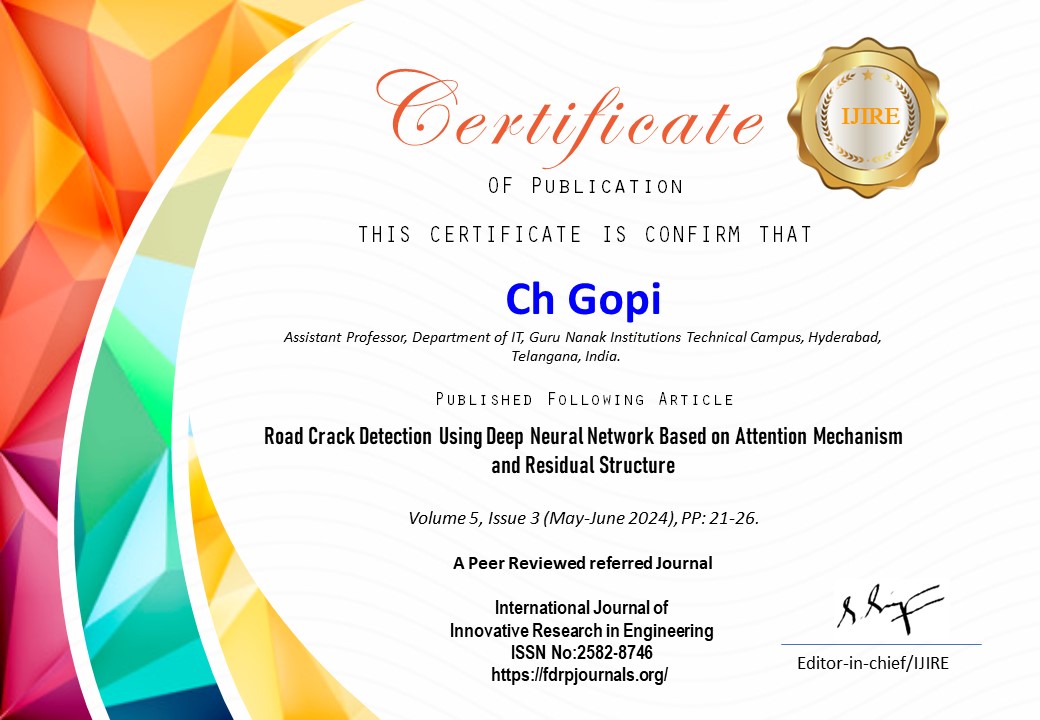 Certificate
IJIRE
OF PUBLICATION
THIS CERTIFICATE IS CONFIRM THAT
Ch Gopi
Assistant Professor, Department of IT, Guru Nanak Institutions Technical Campus, Hyderabad,
Telangana, India.
PUBLISHED FOLLOWING ARTICLE
Road Crack Detection Using Deep Neural Network Based on Attention Mechanism
and Residual Structure
Volume 5, Issue 3 (May-June 2024), PP: 21-26.
A Peer Reviewed referred Journal
International Journal of
Innovative Research in Engineering
ISSN No:2582-8746
https://fdrpjournals.org/
Editor-in-chief/IJIRE